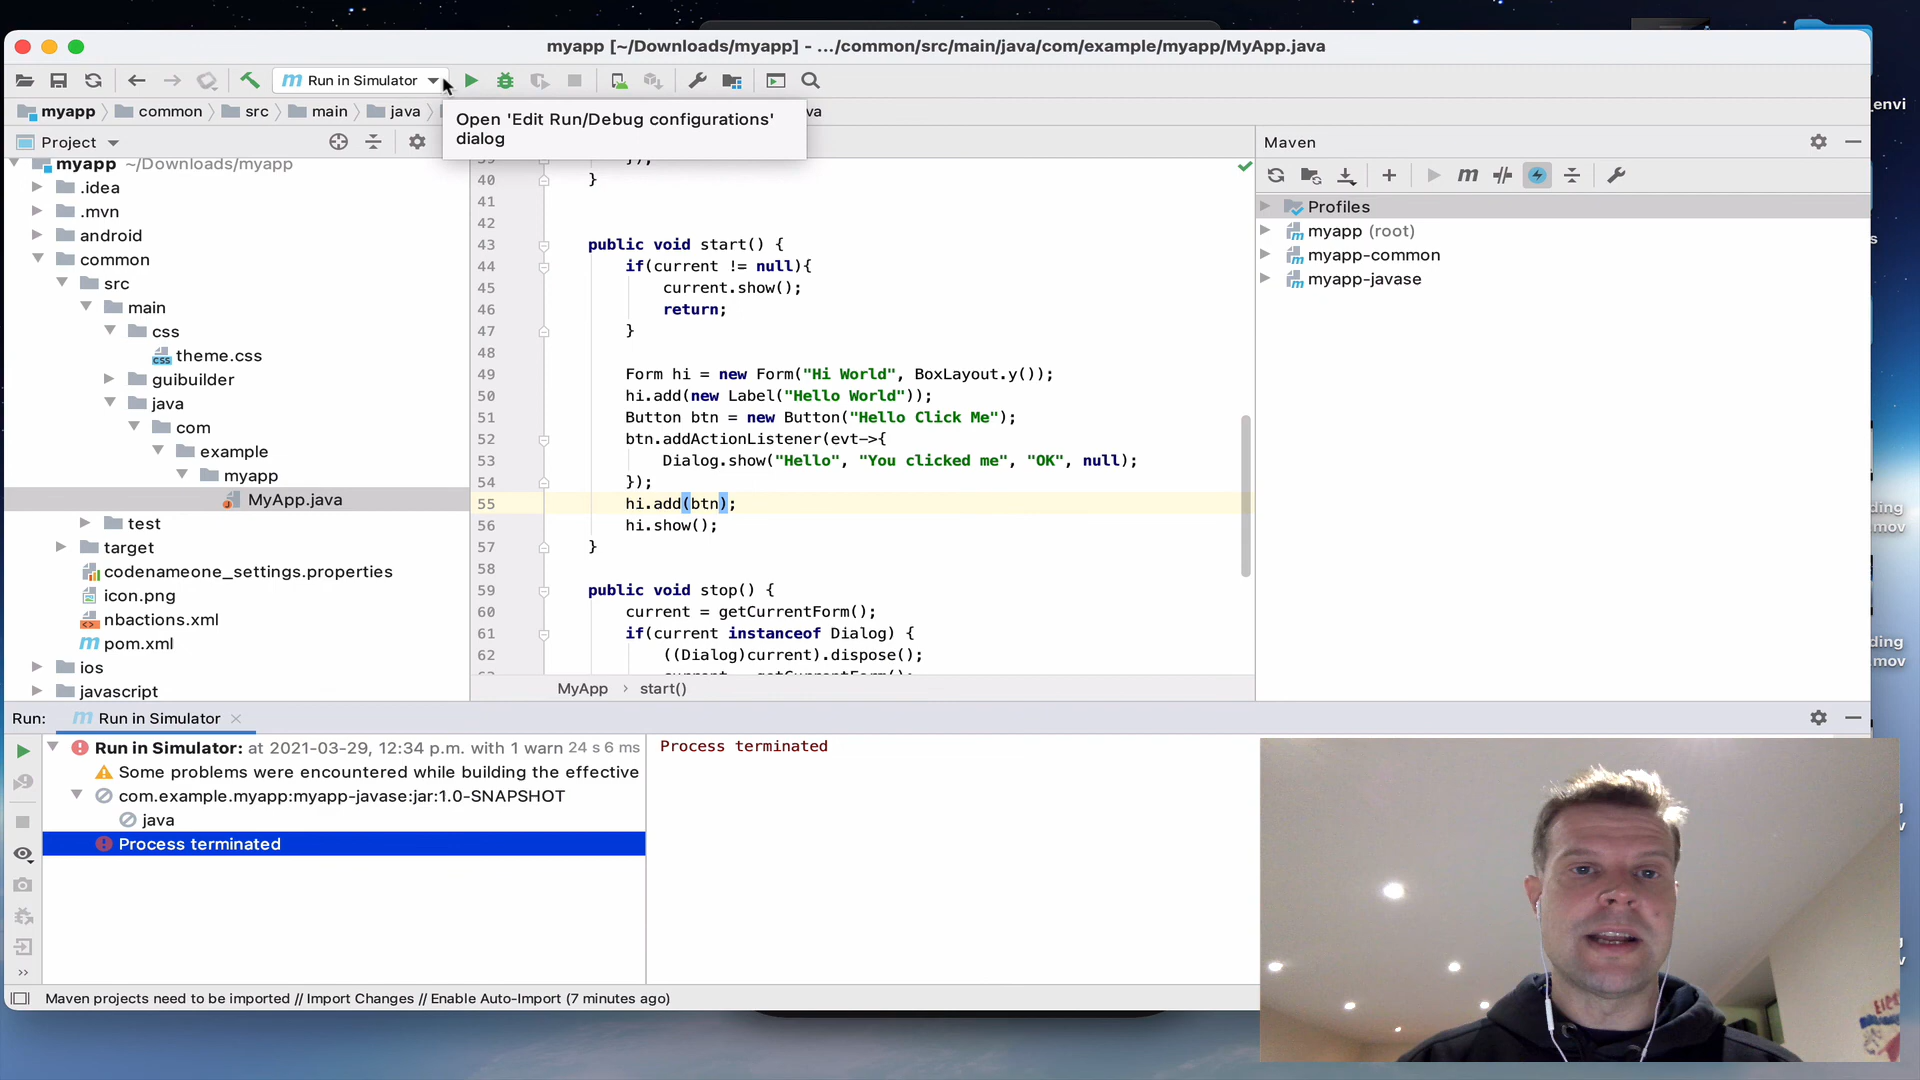 myapp [~/Downloads/myapp] - .../common/src/main/java/com/example/myapp/MyApp.java
Run in Simulator
myapp
common
src
main
java
va
Open 'Edit Run/Debug configurations'
dialog
Project
myapp ~/Downloads/myapp
.idea
.mvn
android
common
src
main
css
theme.css
guibuilder
java
com
example
myapp
MyApp.java
test
target
codenameone_settings.properties
icon.png
nbactions.xml
pom.xml
ios
javascript
40 }
41
42
43 public void start() {
44 if(current != null){
45 current.show();
46 return;
47 }
48
49 Form hi = new Form("Hi World", BoxLayout.y());
50 hi.add(new Label("Hello World"));
51 Button btn = new Button("Hello Click Me");
52 btn.addActionListener(evt->{
53 Dialog.show("Hello", "You clicked me", "OK", null);
54 });
55 hi.add(btn);
56 hi.show();
57 }
58
59 public void stop() {
60 current = getCurrentForm();
61 if(current instanceof Dialog) {
62 ((Dialog)current).dispose();
MyApp › start()
Maven
Profiles
myapp (root)
myapp-common
myapp-javase
_envi
s
ding
mov
ding
mov
Run:
Run in Simulator
Run in Simulator: at 2021-03-29, 12:34 p.m. with 1 warn 24 s 6 ms
Some problems were encountered while building the effective
com.example.myapp:myapp-javase:jar:1.0-SNAPSHOT
java
Process terminated
Process terminated
Maven projects need to be imported // Import Changes // Enable Auto-Import (7 minutes ago)